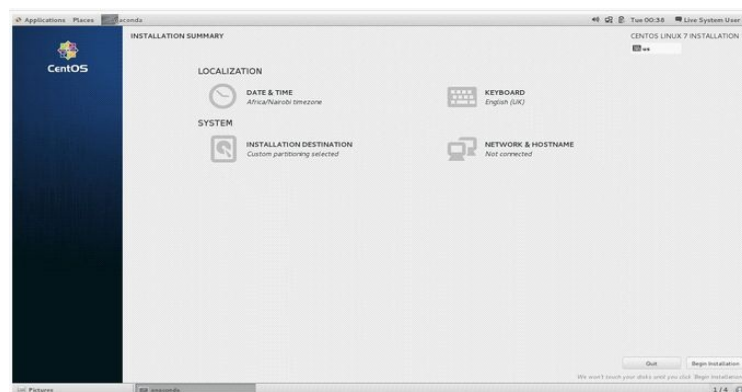 Applications Places anaconda Tue 00:38 Live System User
INSTALLATION SUMMARY
CENTOS LINUX 7 INSTALLATION
us
CentOS
LOCALIZATION
DATE & TIME
Africa/Nairobi timezone
KEYBOARD
English (UK)
SYSTEM
INSTALLATION DESTINATION
Custom partitioning selected
NETWORK & HOSTNAME
Not connected
Quit Begin Installation
We won't touch your disks until you click 'Begin Installation'
Pictures anaconda 1 / 4